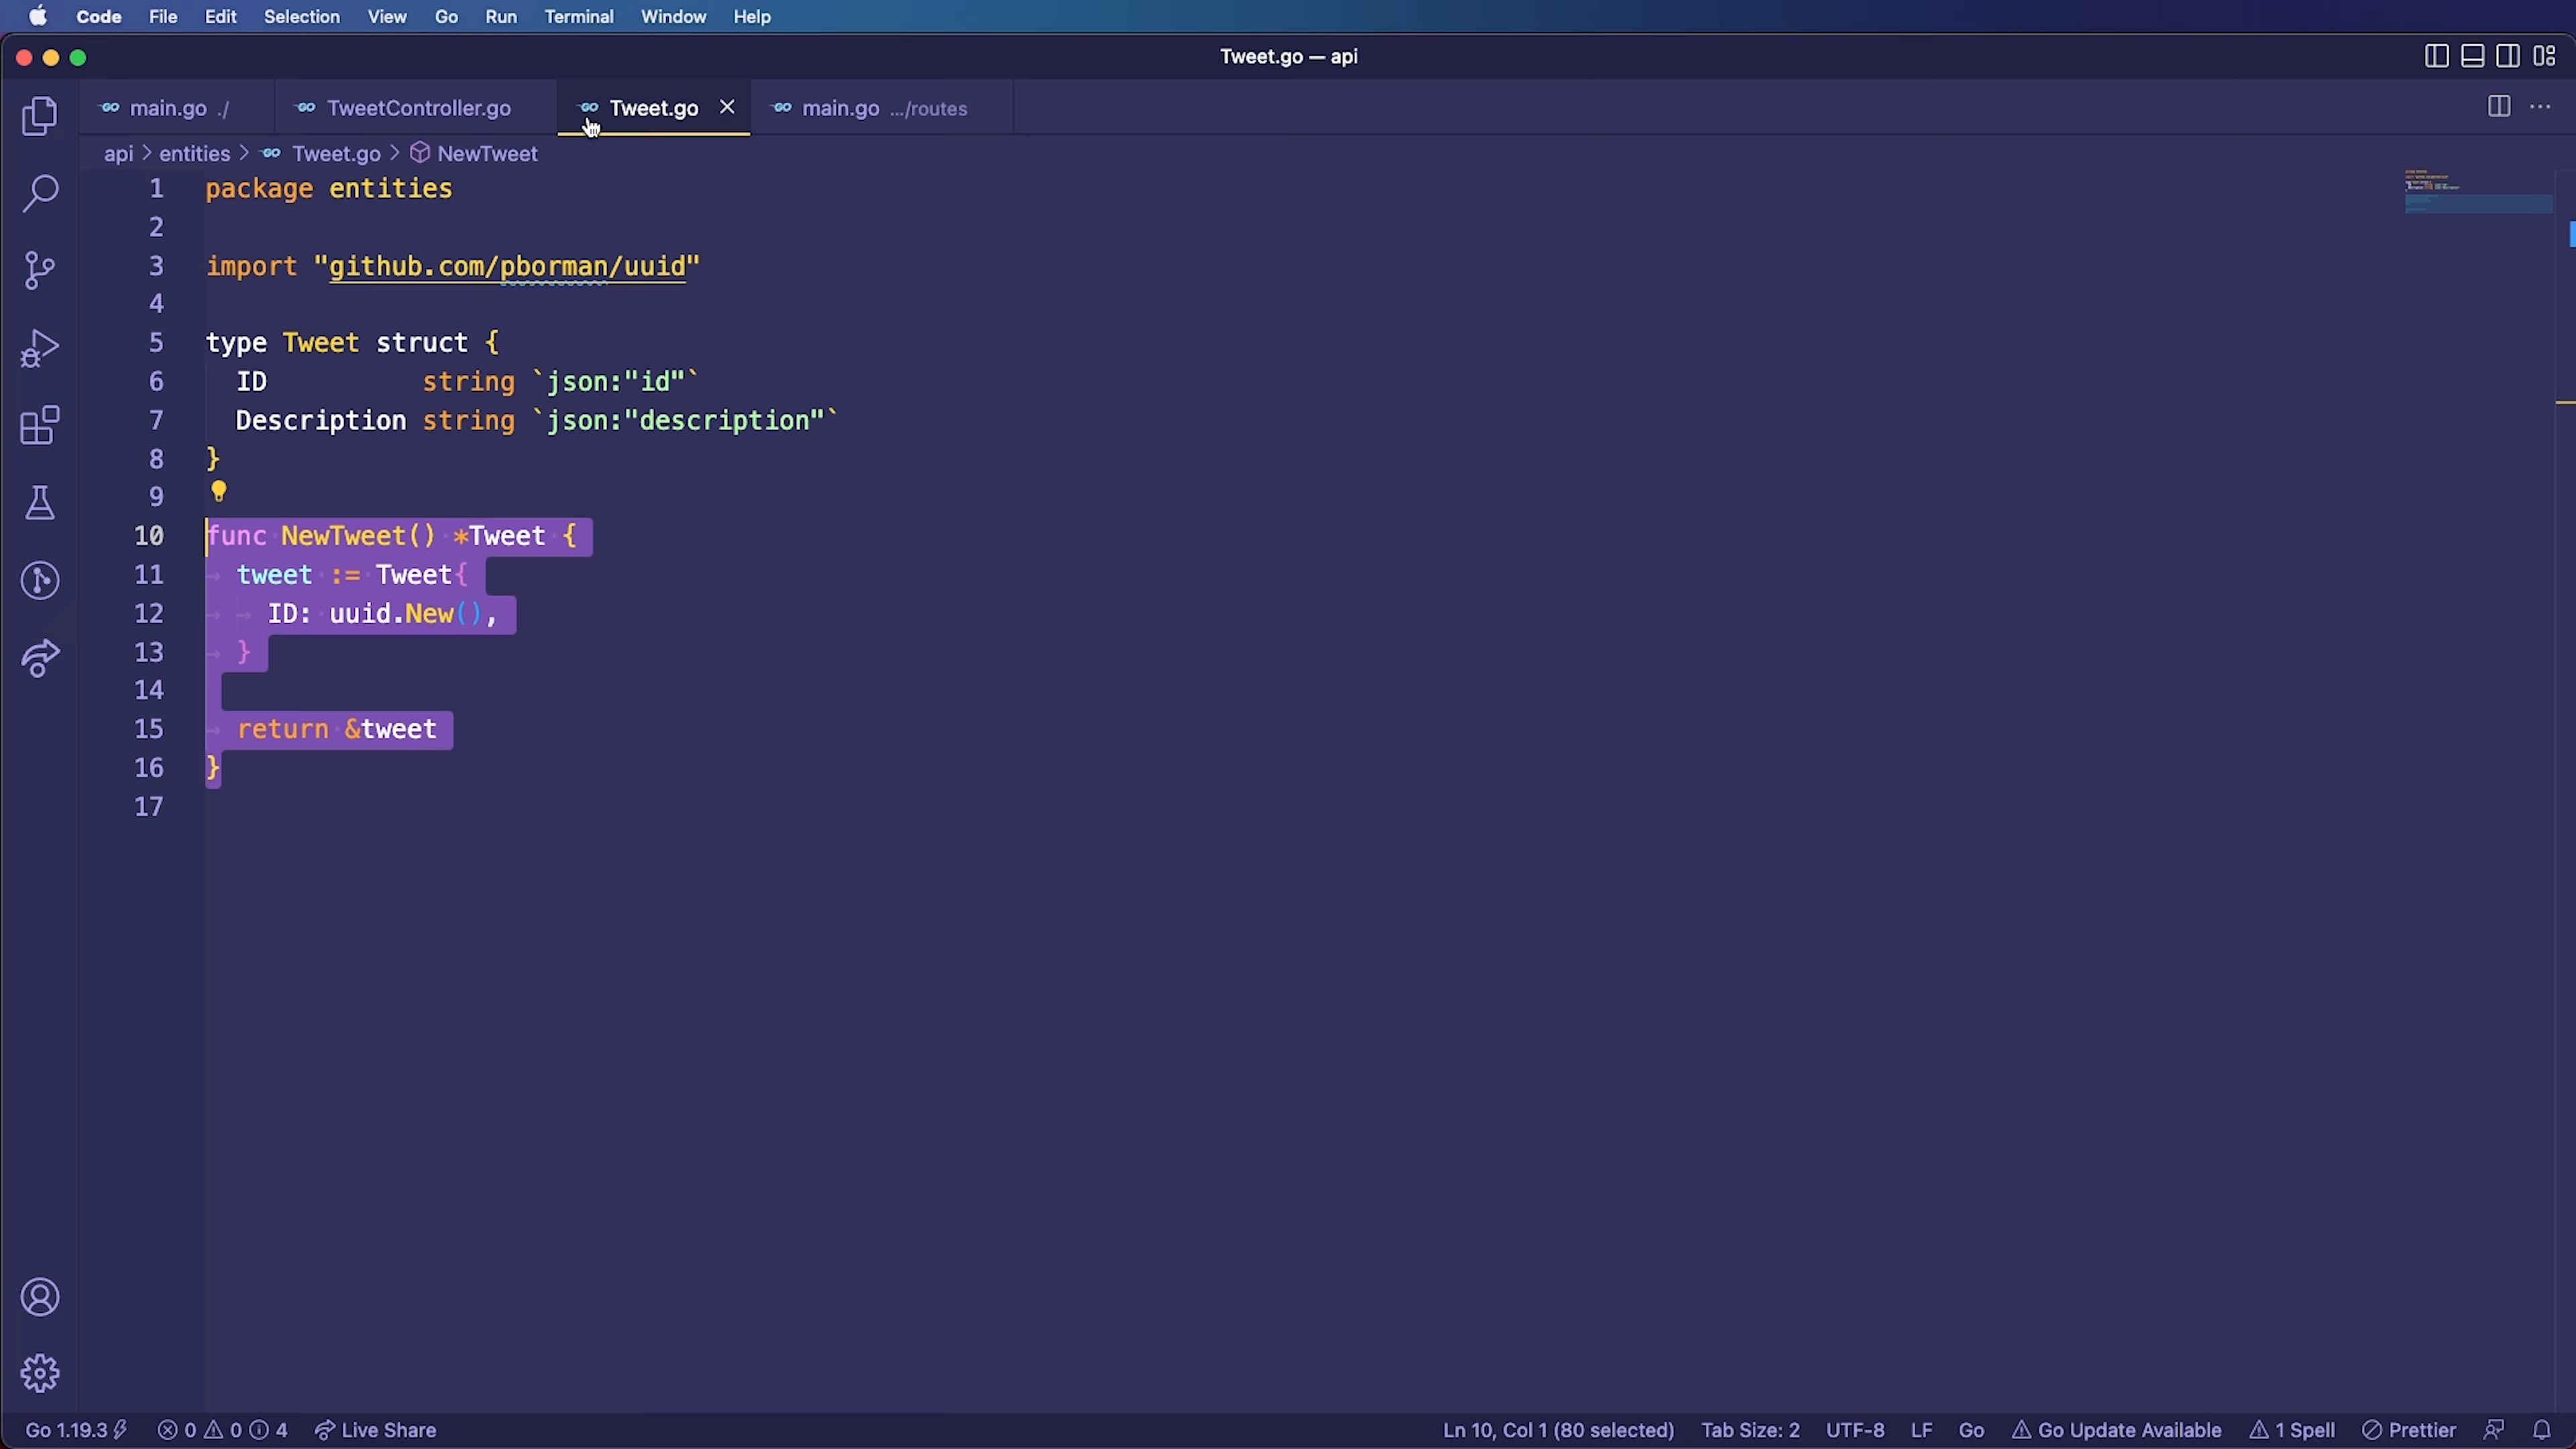 Code File Edit Selection View Go Run Terminal Window Help
Tweet.go — api
main.go ./ TweetController.go Tweet.go main.go .../routes
api > entities > Tweet.go > NewTweet
1 package entities
2
3 import "github.com/pborman/uuid"
4
5 type Tweet struct {
6 ID string `json:"id"`
7 Description string `json:"description"`
8 }
9
10 func NewTweet() *Tweet {
11 tweet := Tweet{
12 ID: uuid.New(),
13 }
14
15 return &tweet
16 }
17
Go 1.19.3 0 0 4 Live Share Ln 10, Col 1 (80 selected) Tab Size: 2 UTF-8 LF Go Go Update Available 1 Spell Prettier